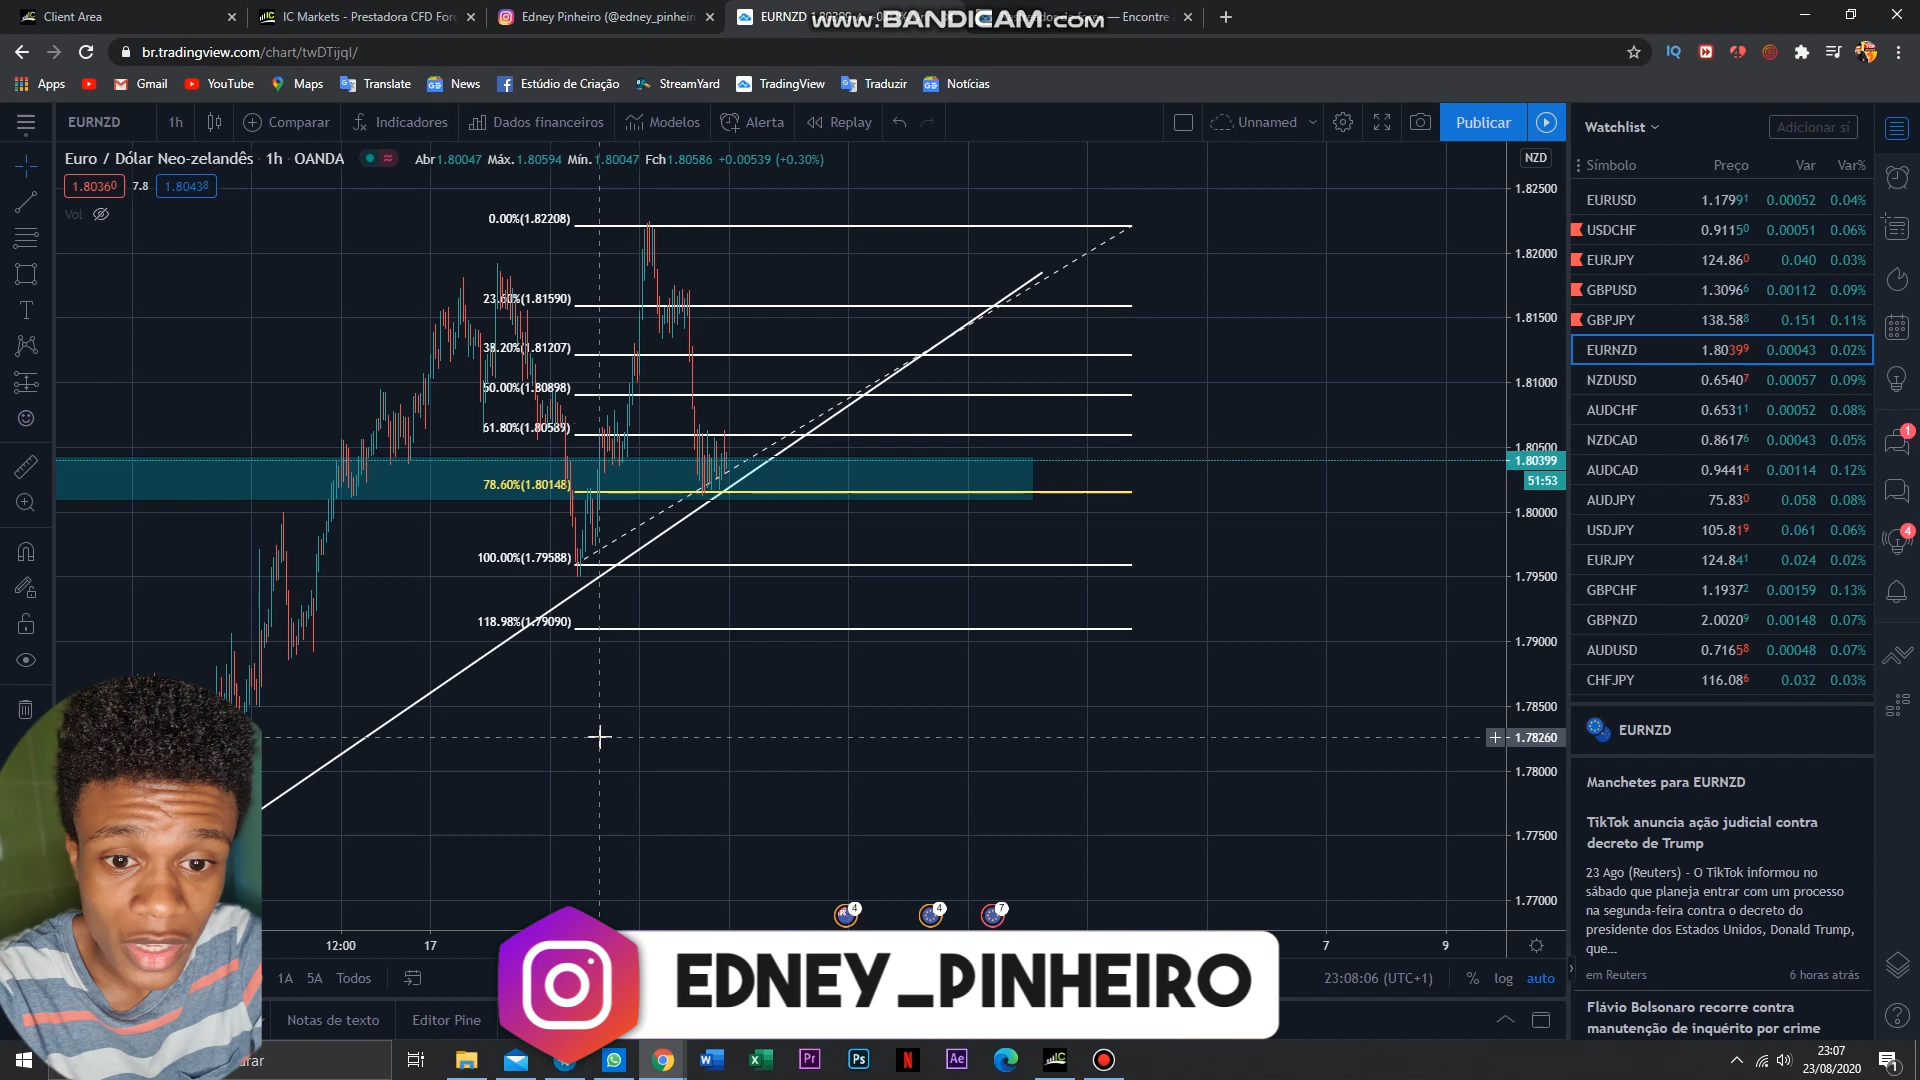 Client Area
IC Markets - Prestadora CFD Fore
Edney Pinheiro (@edney_pinheir
EURNZD
— Encontre
www.BANDICAM.com
br.tradingview.com/chart/twDTijql/
Apps
Gmail
YouTube
Maps
Translate
News
Estúdio de Criação
StreamYard
TradingView
Traduzir
Notícias
EURNZD
1h
Comparar
Indicadores
Dados financeiros
Modelos
Alerta
Replay
Unnamed
Publicar
Euro / Dólar Neo-zelandês · 1h · OANDA
Abr1.80047 Máx.1.80594 Mín.1.80047 Fch1.80586 +0.00539 (+0.30%)
1.80360 7.8 1.80438
Vol
0.00%(1.82208)
23.60%(1.81590)
38.20%(1.81207)
50.00%(1.80898)
61.80%(1.80589)
78.60%(1.80148)
100.00%(1.79588)
118.98%(1.79090)
NZD
1.82500
1.82000
1.81500
1.81000
1.80500
1.80399
51:53
1.80000
1.79500
1.79000
1.78500
1.78260
1.78000
1.77500
1.77000
4
4
7
12:00
17
7
9
1A
5A
Todos
23:08:06 (UTC+1)
%
log
auto
Notas de texto
Editor Pine
EDNEY_PINHEIRO
Watchlist
Adicionar sí
Símbolo Preço Var Var%
EURUSD 1.17991 0.00052 0.04%
USDCHF 0.91150 0.00051 0.06%
EURJPY 124.860 0.040 0.03%
GBPUSD 1.30966 0.00112 0.09%
GBPJPY 138.588 0.151 0.11%
EURNZD 1.80399 0.00043 0.02%
NZDUSD 0.65407 0.00057 0.09%
AUDCHF 0.65311 0.00052 0.08%
NZDCAD 0.86176 0.00043 0.05%
AUDCAD 0.94414 0.00114 0.12%
AUDJPY 75.830 0.058 0.08%
USDJPY 105.819 0.061 0.06%
EURJPY 124.841 0.024 0.02%
GBPCHF 1.19372 0.00159 0.13%
GBPNZD 2.00209 0.00148 0.07%
AUDUSD 0.71658 0.00048 0.07%
CHFJPY 116.086 0.032 0.03%
EURNZD
Manchetes para EURNZD
TikTok anuncia ação judicial contra
decreto de Trump
23 Ago (Reuters) - O TikTok informou no
sábado que planeja entrar com um processo
na segunda-feira contra o decreto do
presidente dos Estados Unidos, Donald Trump,
que...
em Reuters 6 horas atrás
Flávio Bolsonaro recorre contra
manutenção de inquérito por crime
1
4
23:07
23/08/2020
1